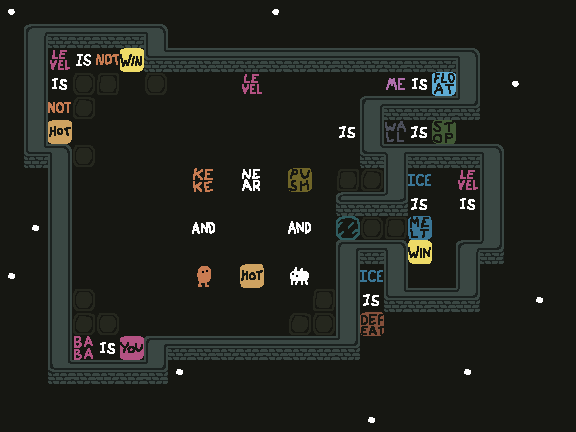 LEVEL IS NOT WIN
IS
NOT
HOT
LEVEL
ME IS FLOAT
IS
WALL IS STOP
KEKE NEAR PUSH
AND AND
HOT
ICE
IS
MELT
WIN
LEVEL
IS
ICE
IS
DEFEAT
BABA IS YOU